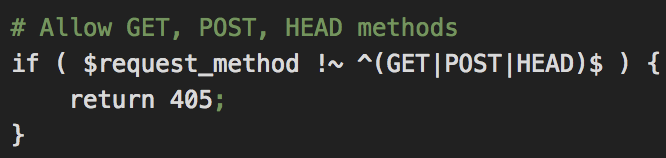 # Allow GET, POST, HEAD methods
if ( $request_method !~ ^(GET|POST|HEAD)$ ) {
    return 405;
}